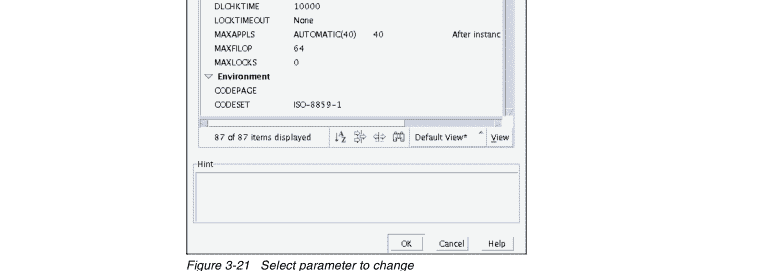 DLCHKTIME 10000
LOCKTIMEOUT None
MAXAPPLS AUTOMATIC(40) 40 After instanc
MAXFILOP 64
MAXLOCKS 0
Environment
CODEPAGE
CODESET ISO-8859-1
87 of 87 items displayed Default View* View
Hint
OK Cancel Help
Figure 3-21 Select parameter to change